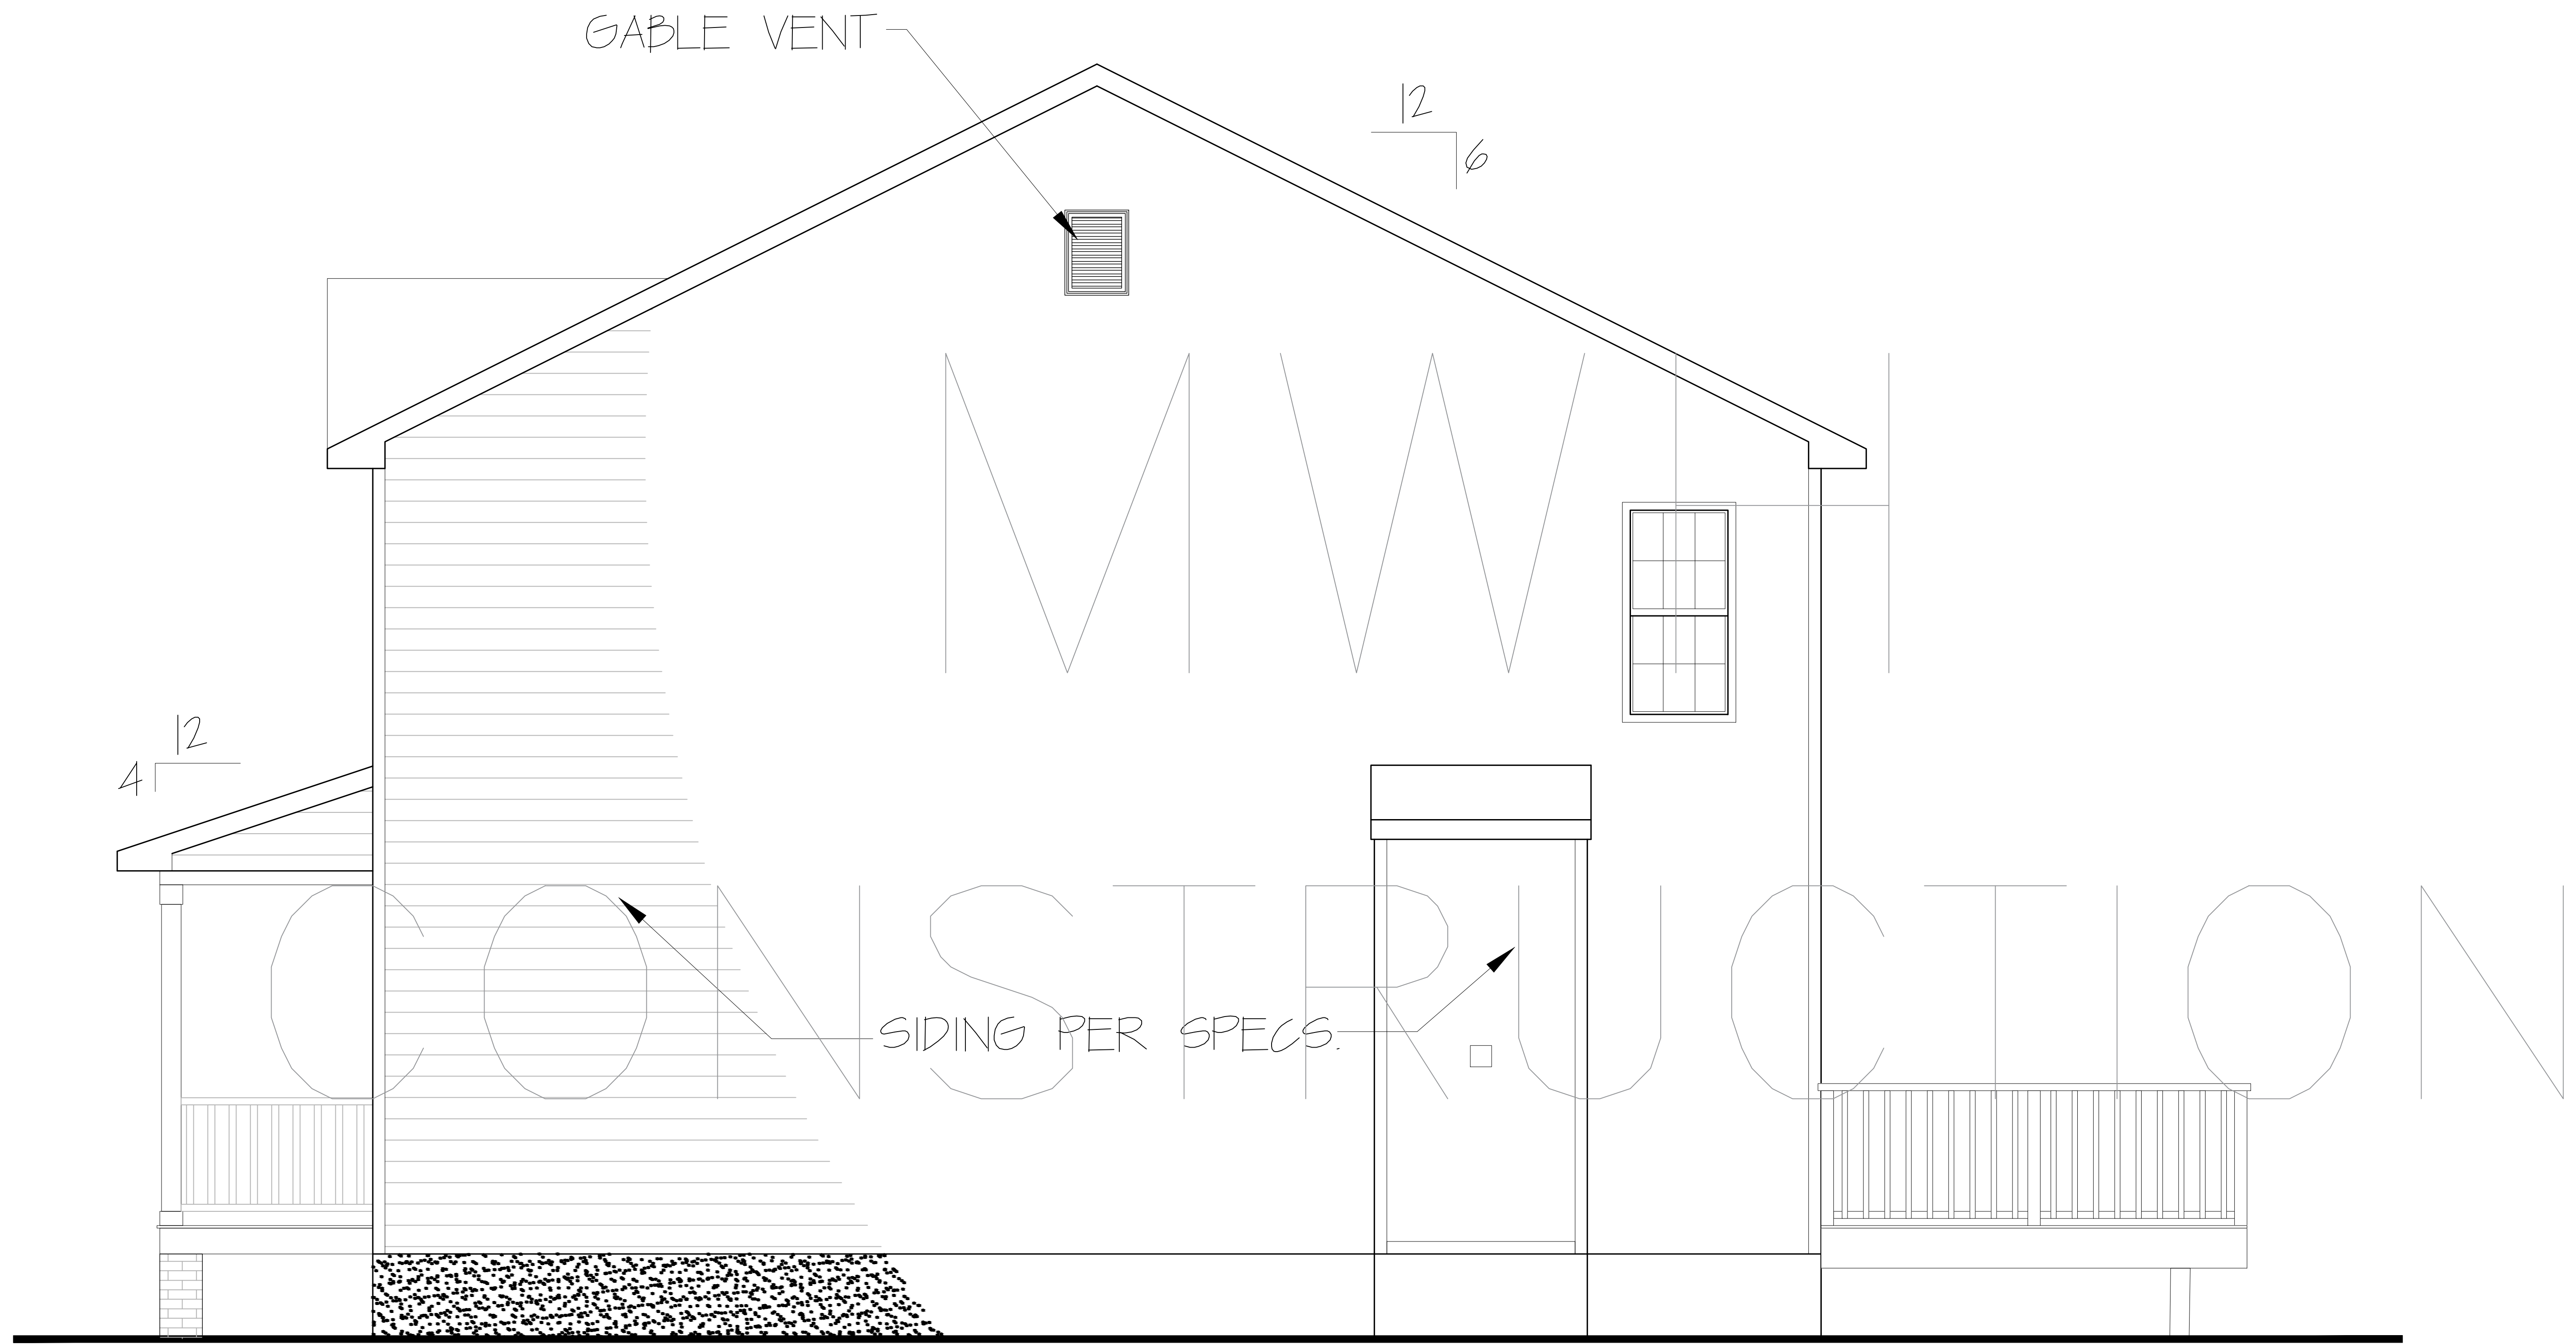 GABLE VENT
12
6
MWH
12
4
CONSTRUCTION
SIDING PER SPECS.